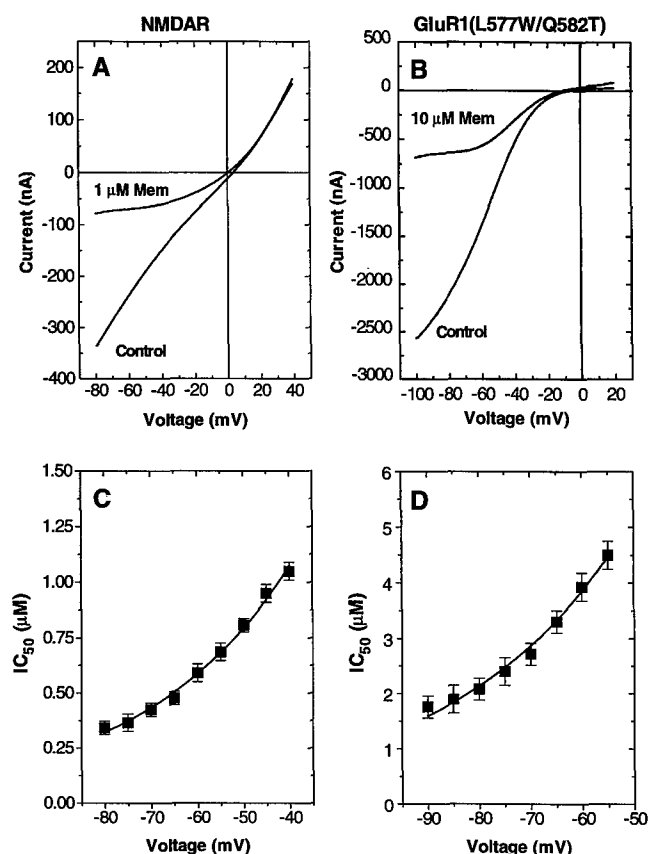 NMDAR
GluR1(L577W/Q582T)
A
200
100
0
-100
-200
-300
-400
Current (nA)
1 μM Mem
Control
-80 -60 -40 -20 0 20 40
Voltage (mV)
B
500
0
-500
-1000
-1500
-2000
-2500
-3000
Current (nA)
10 μM Mem
Control
-100 -80 -60 -40 -20 0 20
Voltage (mV)
C
1.50
1.25
1.00
0.75
0.50
0.25
0.00
IC50 (μM)
-80 -70 -60 -50 -40
Voltage (mV)
D
6
5
4
3
2
1
0
IC50 (μM)
-90 -80 -70 -60 -50
Voltage (mV)